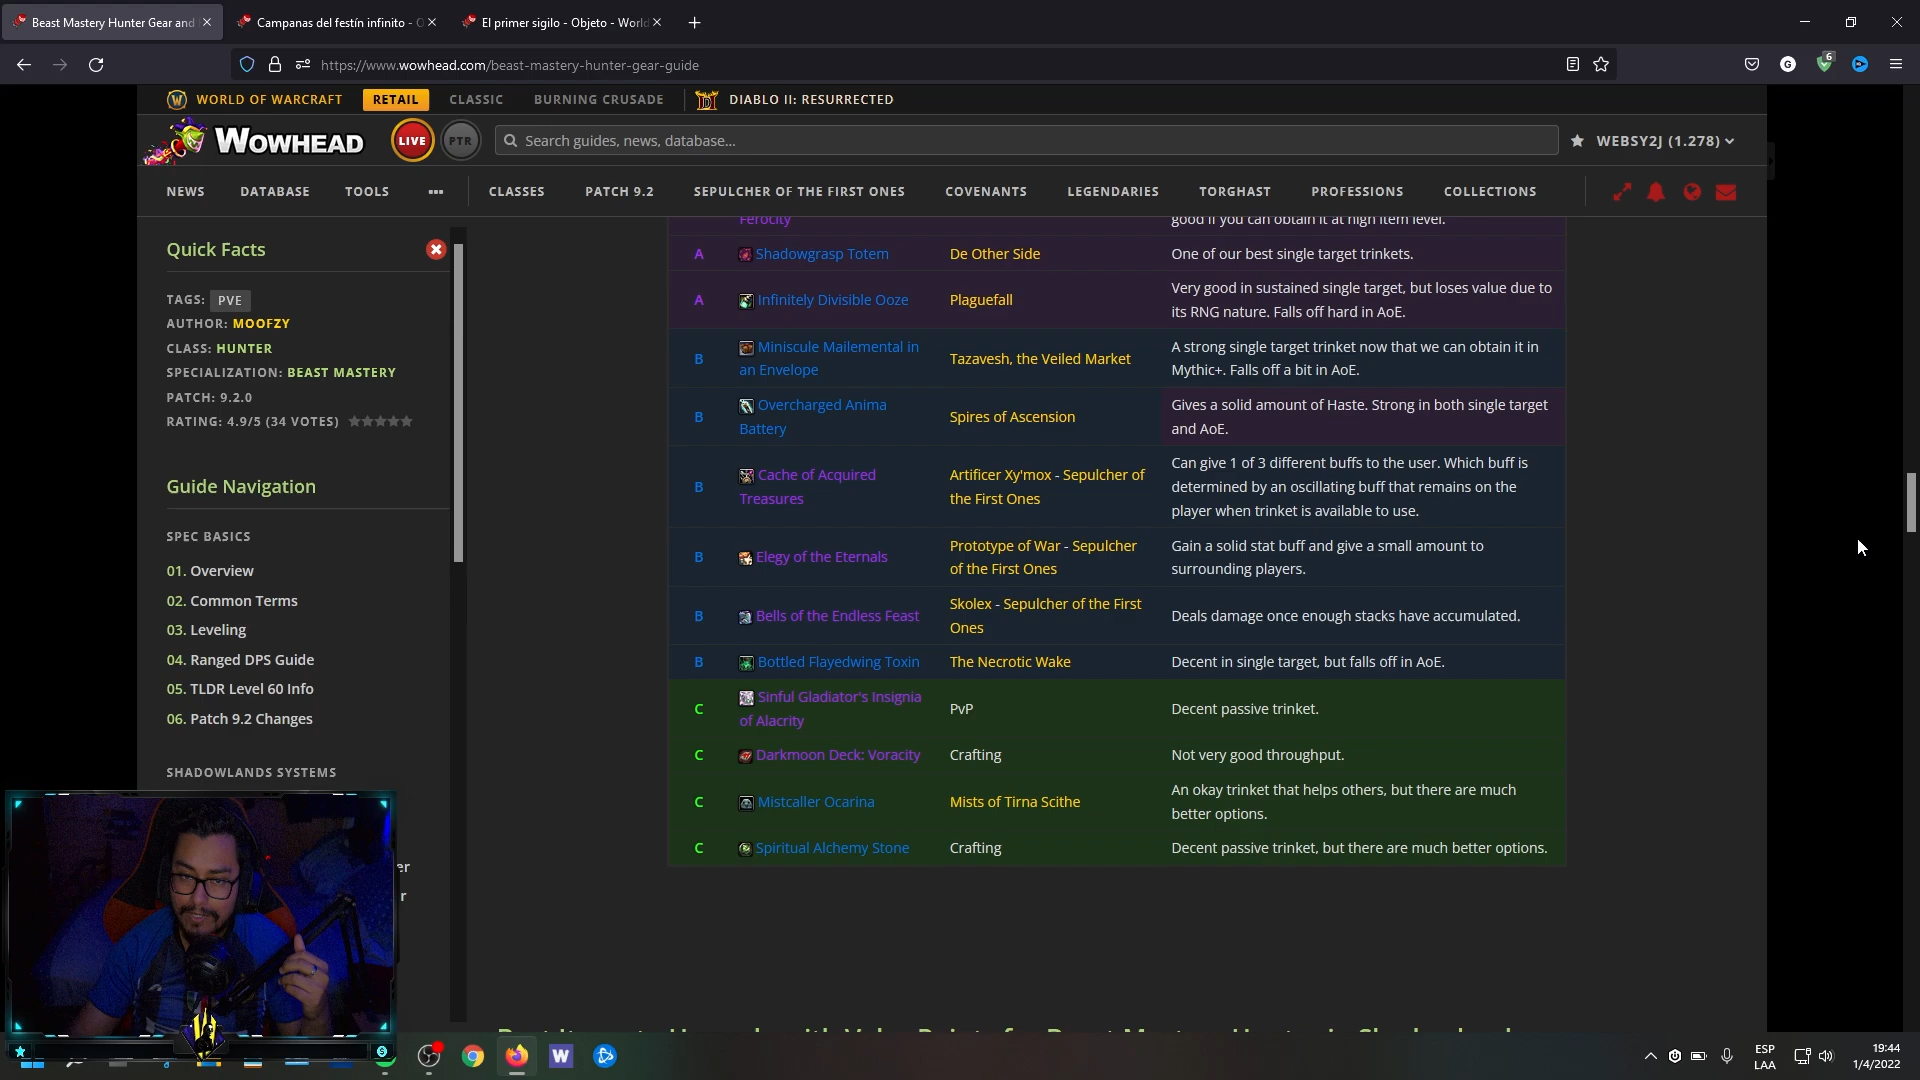 Beast Mastery Hunter Gear and
Campanas del festín infinito - O
El primer sigilo - Objeto - World
https://www.wowhead.com/beast-mastery-hunter-gear-guide
6
WORLD OF WARCRAFT
RETAIL
CLASSIC
BURNING CRUSADE
DIABLO II: RESURRECTED
WOWHEAD
LIVE
PTR
Search guides, news, database...
WEBSY2J (1.278)
NEWS
DATABASE
TOOLS
CLASSES
PATCH 9.2
SEPULCHER OF THE FIRST ONES
COVENANTS
LEGENDARIES
TORGHAST
PROFESSIONS
COLLECTIONS
Quick Facts
TAGS: PVE
AUTHOR: MOOFZY
CLASS: HUNTER
SPECIALIZATION: BEAST MASTERY
PATCH: 9.2.0
RATING: 4.9/5 (34 VOTES)
Guide Navigation
SPEC BASICS
01. Overview
02. Common Terms
03. Leveling
04. Ranged DPS Guide
05. TLDR Level 60 Info
06. Patch 9.2 Changes
SHADOWLANDS SYSTEMS
er
r
Ferocity
good if you can obtain it at high item level.
A
Shadowgrasp Totem
De Other Side
One of our best single target trinkets.
A
Infinitely Divisible Ooze
Plaguefall
Very good in sustained single target, but loses value due to
its RNG nature. Falls off hard in AoE.
B
Miniscule Mailemental in
an Envelope
Tazavesh, the Veiled Market
A strong single target trinket now that we can obtain it in
Mythic+. Falls off a bit in AoE.
B
Overcharged Anima
Battery
Spires of Ascension
Gives a solid amount of Haste. Strong in both single target
and AoE.
B
Cache of Acquired
Treasures
Artificer Xy'mox - Sepulcher of
the First Ones
Can give 1 of 3 different buffs to the user. Which buff is
determined by an oscillating buff that remains on the
player when trinket is available to use.
B
Elegy of the Eternals
Prototype of War - Sepulcher
of the First Ones
Gain a solid stat buff and give a small amount to
surrounding players.
B
Bells of the Endless Feast
Skolex - Sepulcher of the First
Ones
Deals damage once enough stacks have accumulated.
B
Bottled Flayedwing Toxin
The Necrotic Wake
Decent in single target, but falls off in AoE.
C
Sinful Gladiator's Insignia
of Alacrity
PvP
Decent passive trinket.
C
Darkmoon Deck: Voracity
Crafting
Not very good throughput.
C
Mistcaller Ocarina
Mists of Tirna Scithe
An okay trinket that helps others, but there are much
better options.
C
Spiritual Alchemy Stone
Crafting
Decent passive trinket, but there are much better options.
ESP
LAA
19:44
1/4/2022